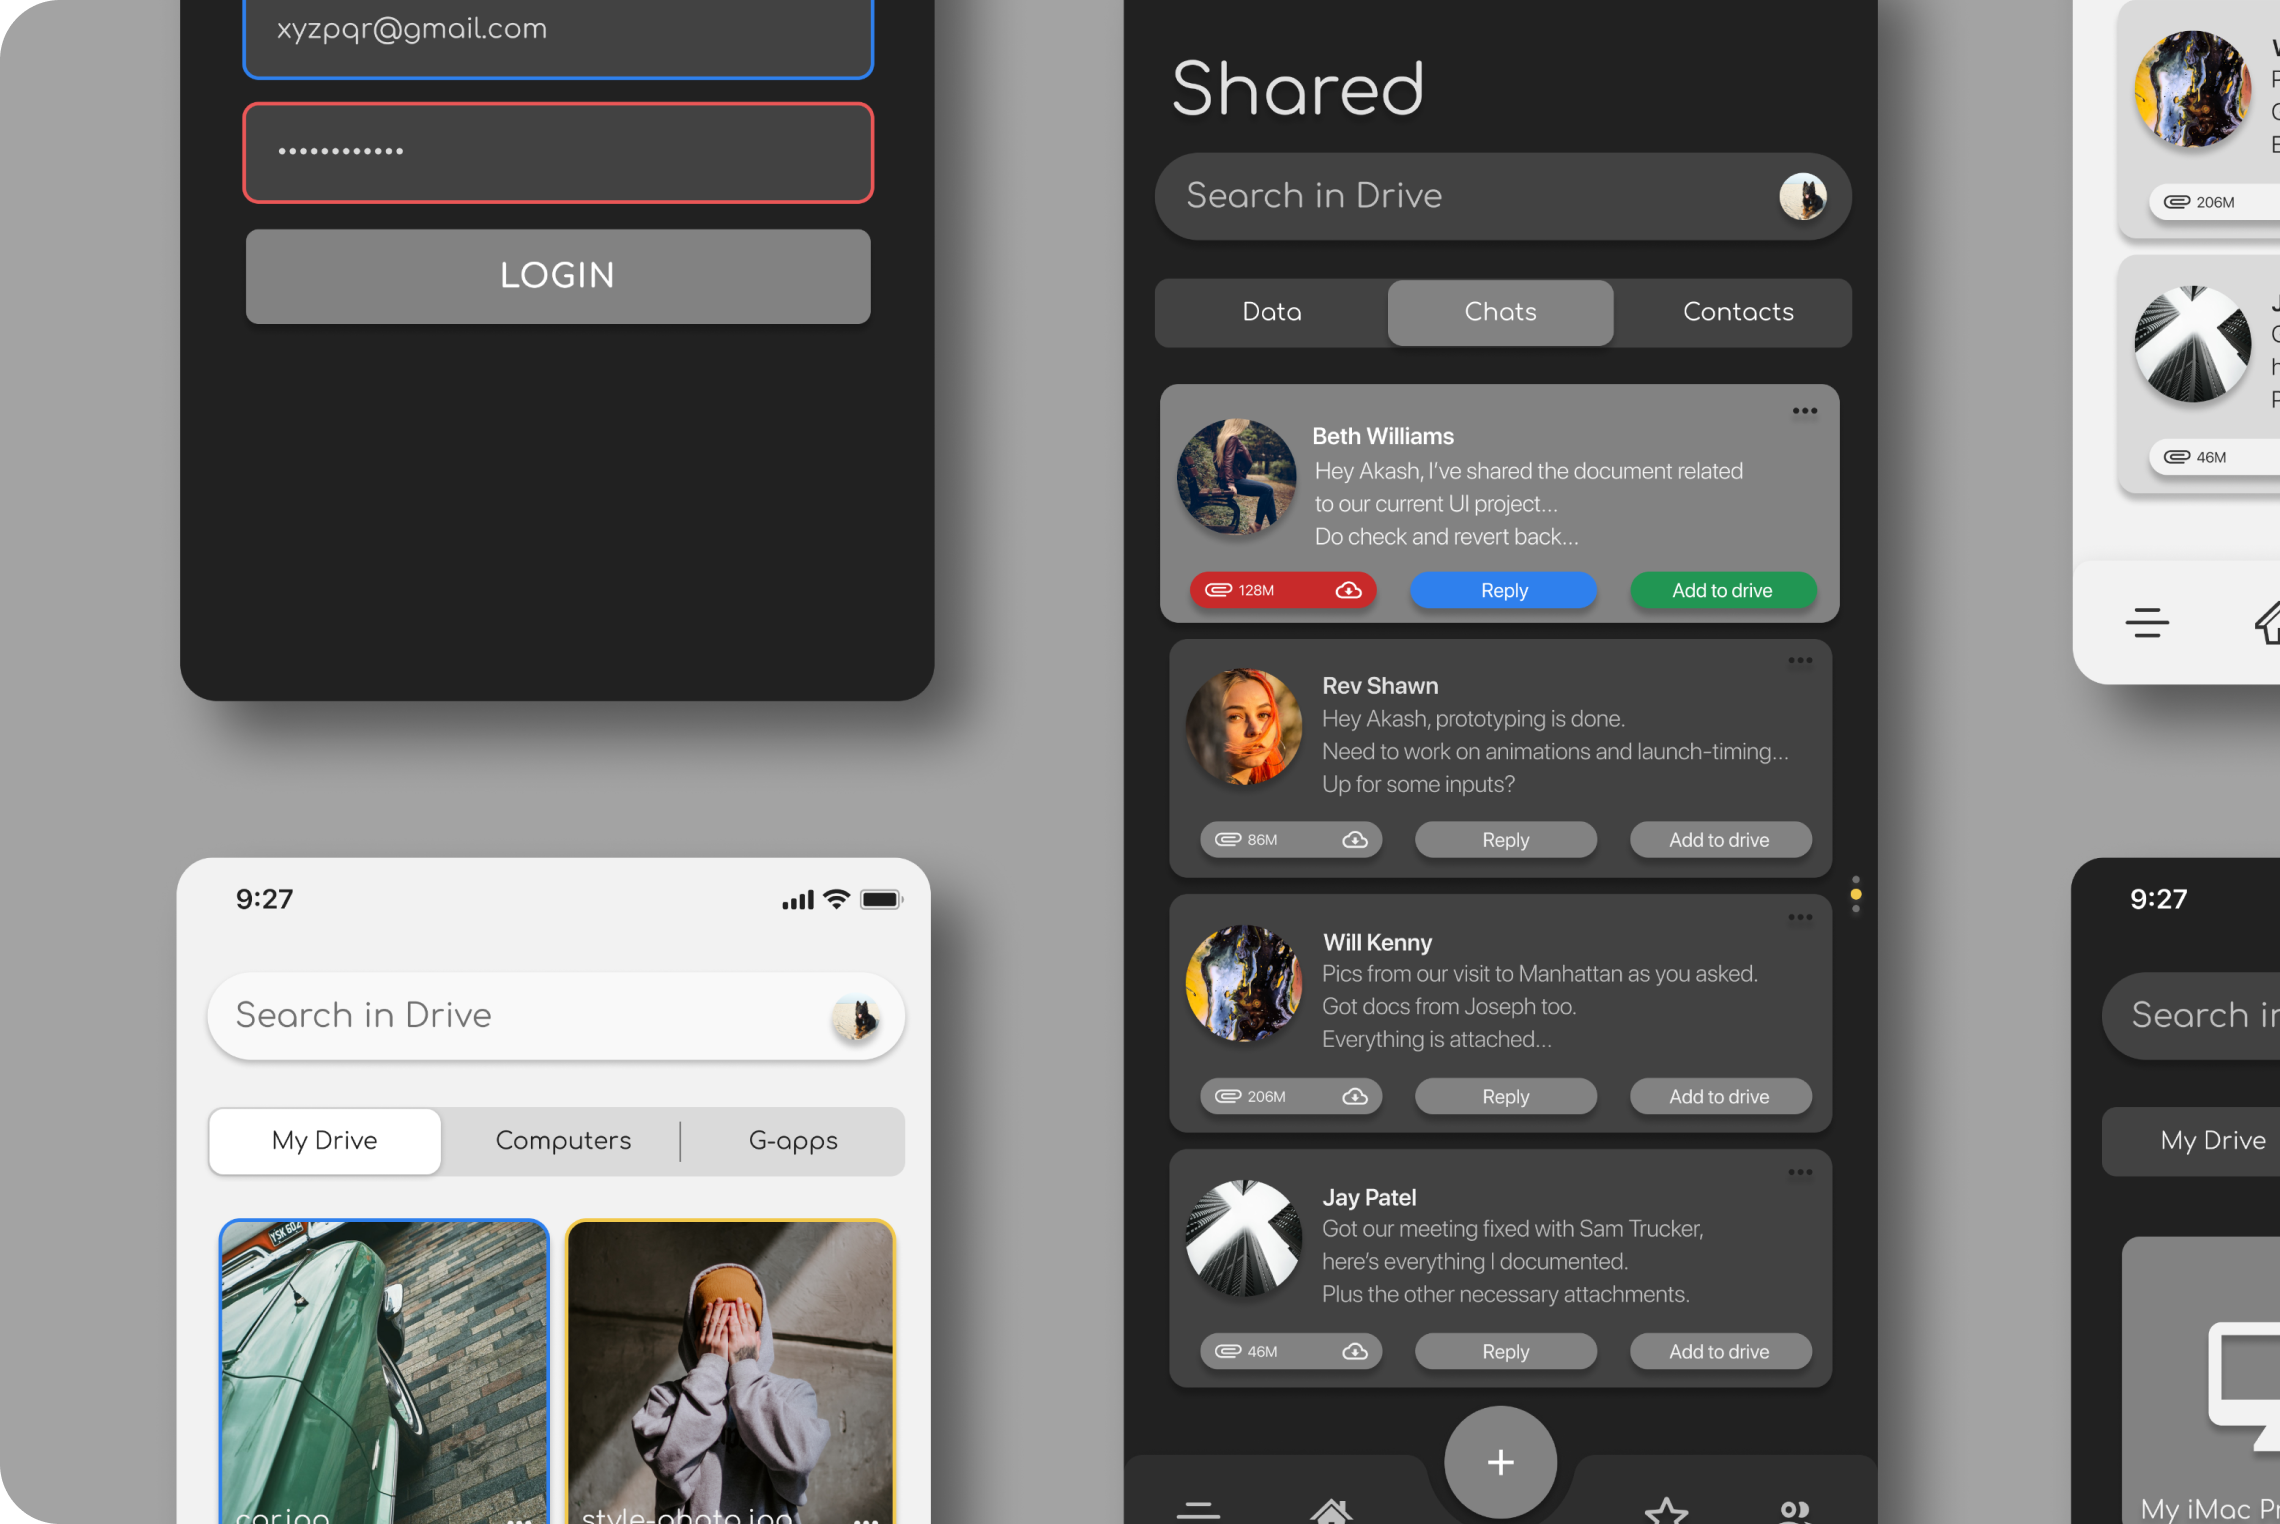 xyzpqr@gmail.com
••••••••••••
LOGIN
9:27
Search in Drive
My Drive
Computers
G-apps
YSK 604
car.jpg
style-photo.jpg
Shared
Search in Drive
Data
Chats
Contacts
Beth Williams
Hey Akash, I've shared the document related
to our current UI project...
Do check and revert back...
128M
Reply
Add to drive
Rev Shawn
Hey Akash, prototyping is done.
Need to work on animations and launch-timing...
Up for some inputs?
86M
Reply
Add to drive
Will Kenny
Pics from our visit to Manhattan as you asked.
Got docs from Joseph too.
Everything is attached...
206M
Reply
Add to drive
Jay Patel
Got our meeting fixed with Sam Trucker,
here's everything I documented.
Plus the other necessary attachments.
46M
Reply
Add to drive
206M
46M
9:27
Search in
My Drive
My iMac Pr